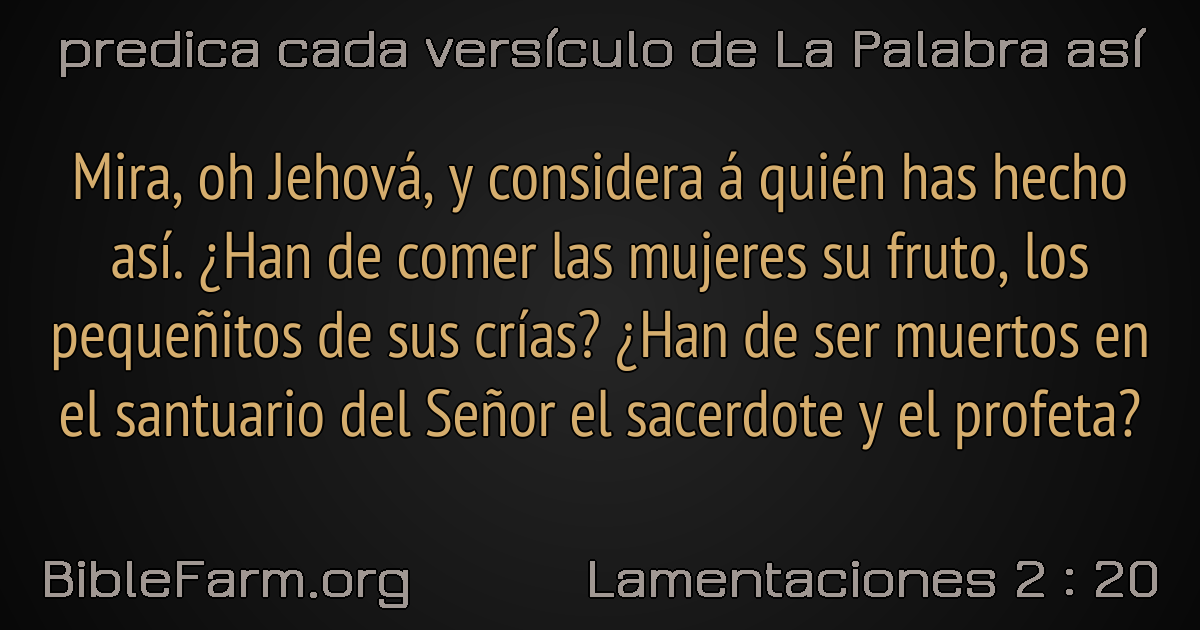 predica cada versículo de La Palabra así
Mira, oh Jehová, y considera á quién has hecho
así. ¿Han de comer las mujeres su fruto, los
pequeñitos de sus crías? ¿Han de ser muertos en
el santuario del Señor el sacerdote y el profeta?
BibleFarm.org
Lamentaciones 2 : 20